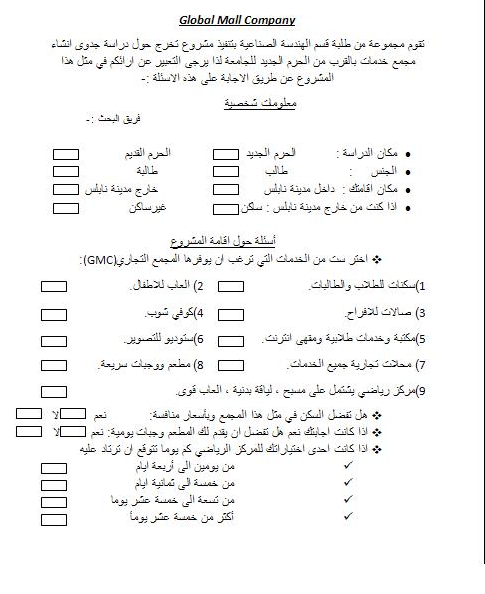 Global Mall Company
تقوم مجموعة من طلبة قسم الهندسة الصناعية بتنفيذ مشروع تخرج حول دراسة جدوى انشاء
مجمع خدمات بالقرب من الحرم الجديد للجامعة لذا يرجى التعبير عن ارائكم في مثل هذا
المشروع عن طريق الاجابة على هذه الاسئلة :-
معلومات شخصية
فريق البحث :-
مكان الدراسة : الحرم الجديد الحرم القديم
الجنس : طالب طالبة
مكان اقامتك : داخل مدينة نابلس خارج مدينة نابلس
اذا كنت من خارج مدينة نابلس : سكن غيرساكن
أسئلة حول اقامة المشروع
اختر ست من الخدمات التي ترغب ان يوفرها المجمع التجاري(GMC):
1)سكنات للطلاب والطالبات. 2) العاب للاطفال.
3) صالات للافراح. 4)كوفي شوب.
5)مكتبة وخدمات طلابية ومقهى انترنت. 6)ستوديو للتصوير.
7) محلات تجارية جميع الخدمات. 8) مطعم ووجبات سريعة.
9)مركز رياضي يشتمل على مسبح ، لياقة بدنية ، العاب قوى.
هل تفضل السكن في مثل هذا المجمع وبأسعار منافسة: نعم لا
اذا كانت اجابتك نعم هل تفضل ان يقدم لك المطعم وجبات يومية: نعم لا
اذا كانت احدى اختياراتك للمركز الرياضي كم يوما تتوقع ان ترتاد عليه
من يومين الى أربعة ايام
من خمسة الى ثمانية ايام
من تسعة الى خمسة عشر يوما
أكثر من خمسة عشر يوماً